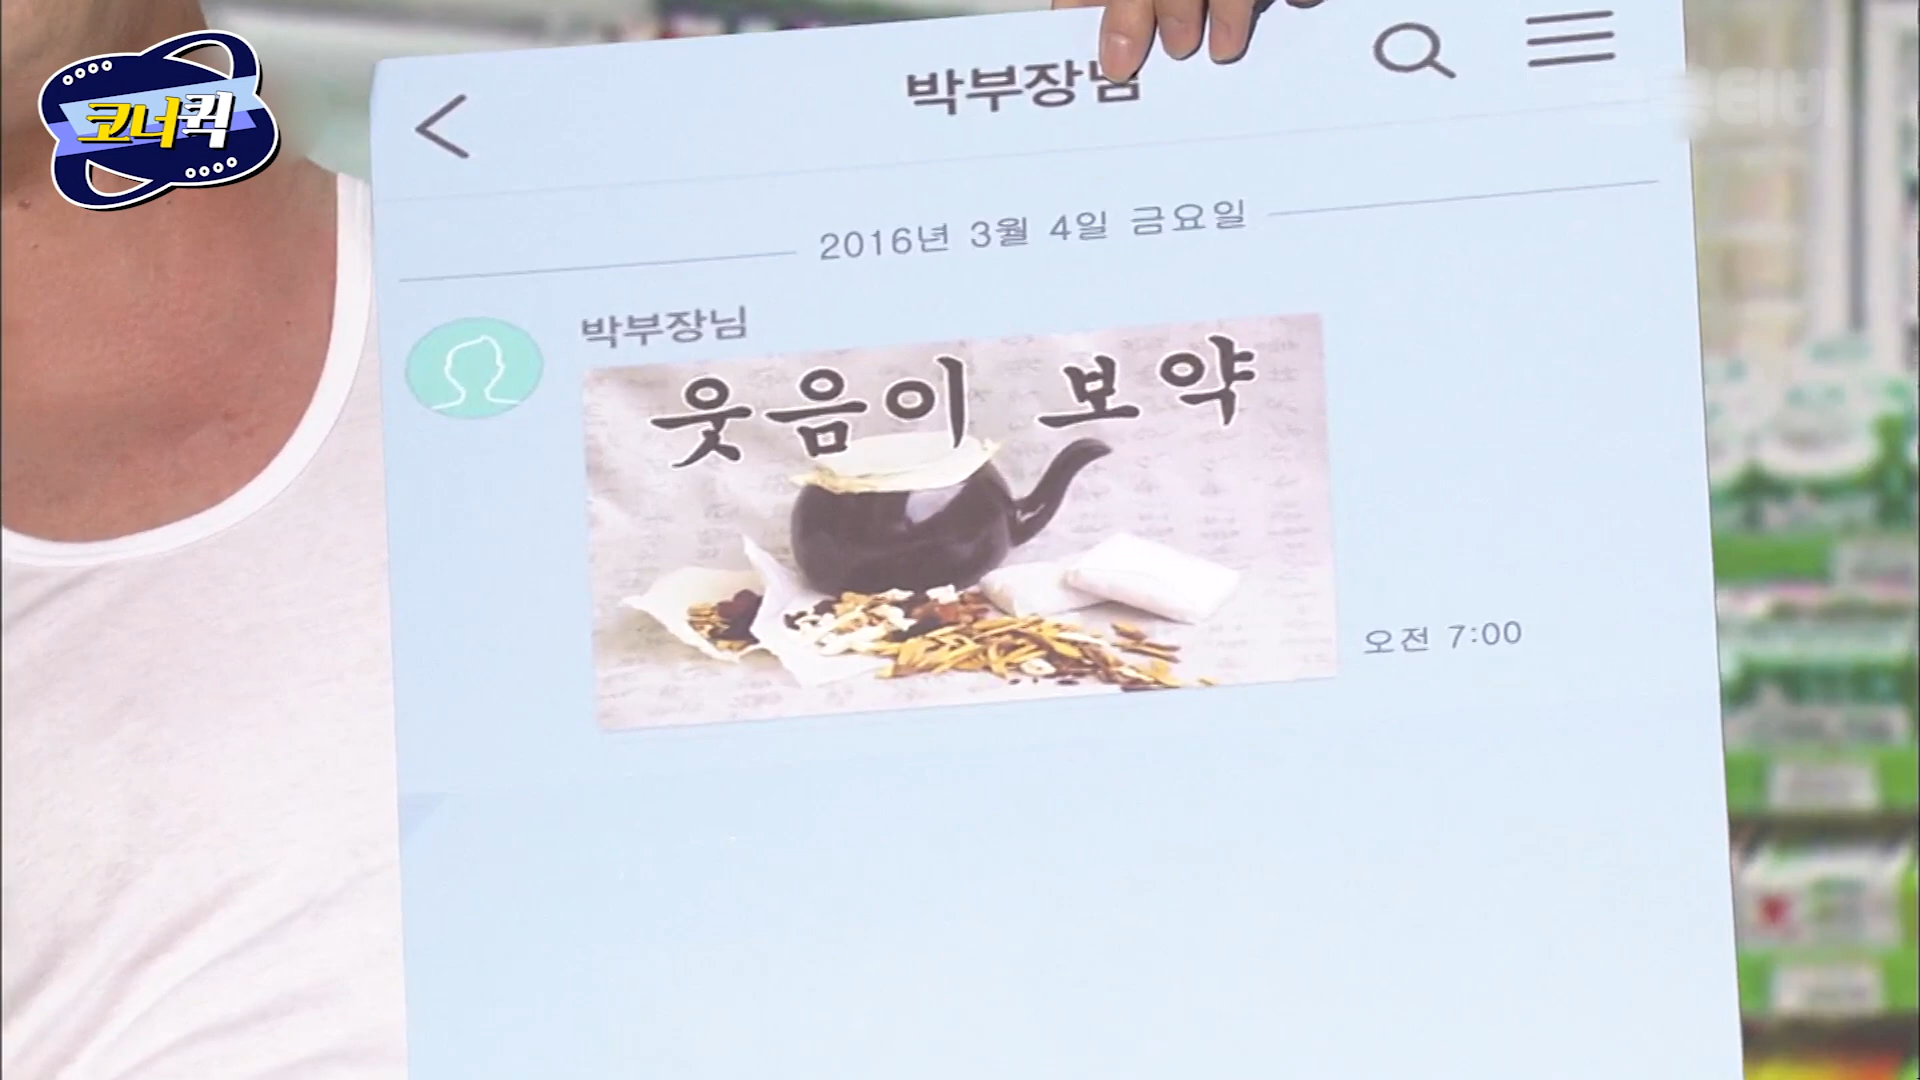 코너퀵
박부장님
2016년 3월 4일 금요일
박부장님
웃음이 보약
오전 7:00